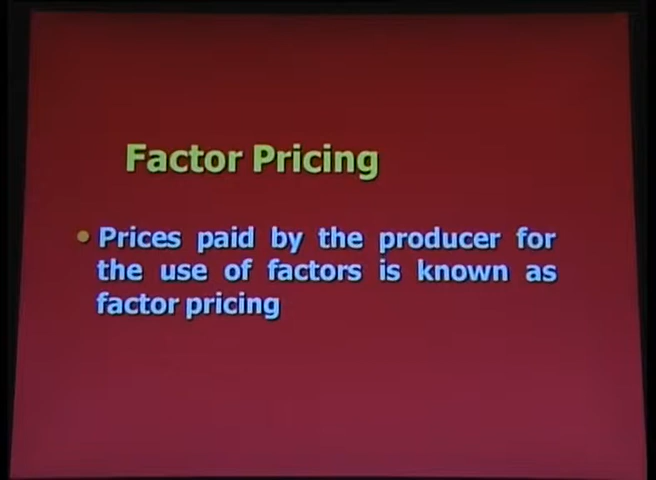 Factor Pricing
• Prices paid by the producer for
the use of factors is known as
factor pricing